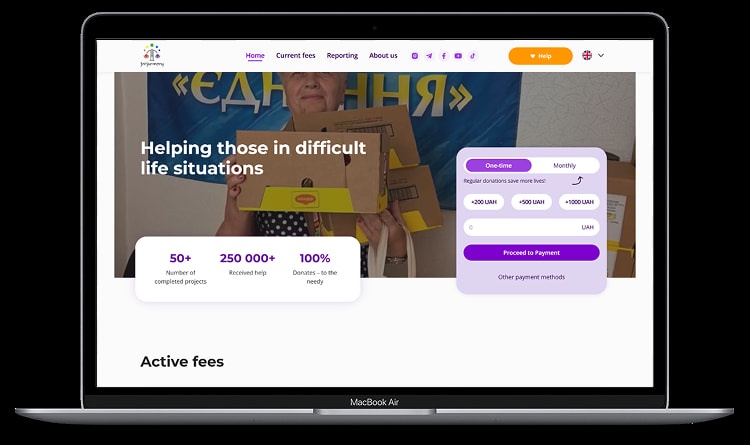 Home
Current fees
Reporting
About us
Help
«ЄДНАННЯ»
Helping those in difficult
life situations
One-time
Monthly
Regular donations save more lives!
+200 UAH
+500 UAH
+1000 UAH
0
UAH
Proceed to Payment
Other payment methods
50+
Number of
completed projects
250 000+
Received help
100%
Donates – to the
needy
Active fees
MacBook Air